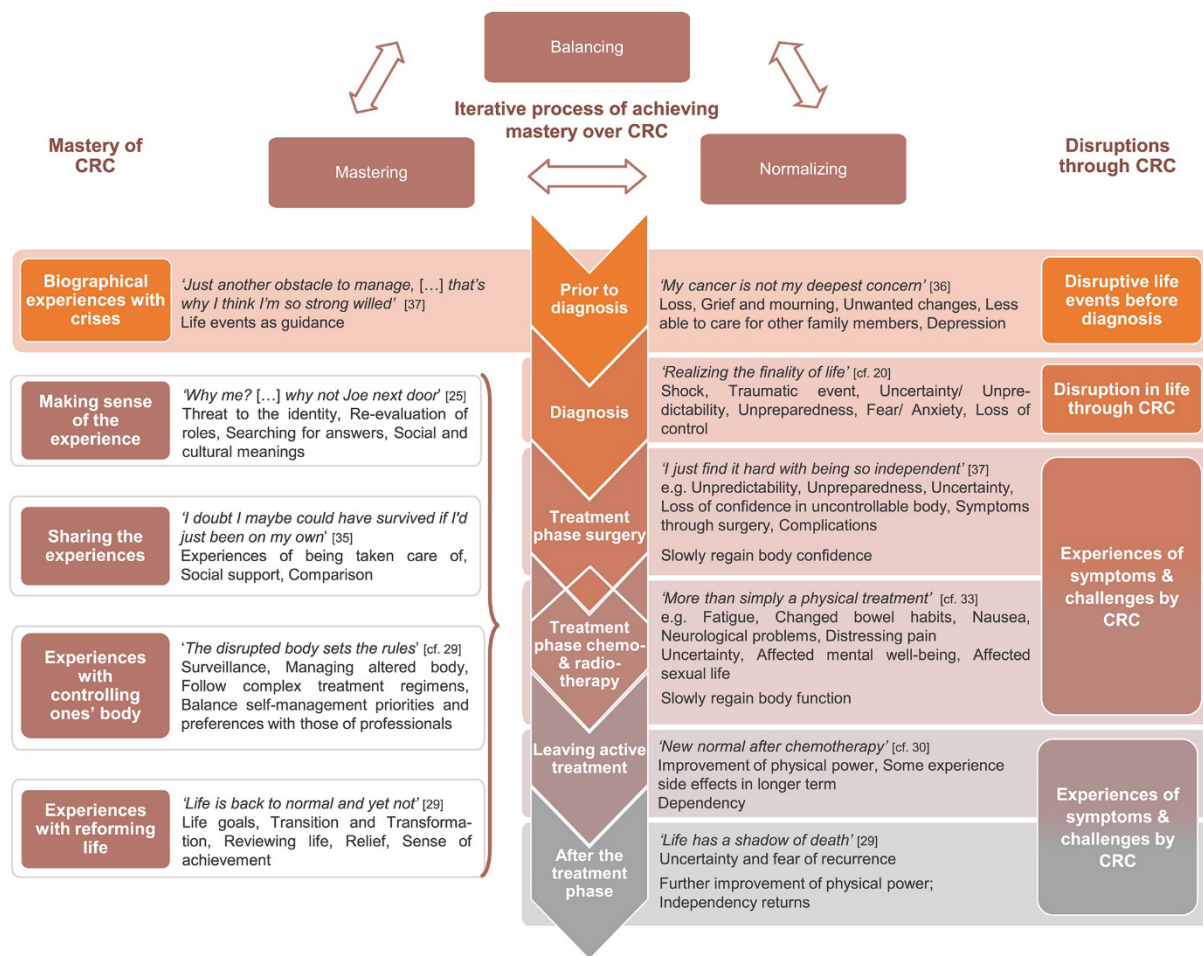 Balancing
Iterative process of achieving
mastery over CRC
Mastery of
CRC
Mastering
Normalizing
Disruptions
through CRC
Biographical
experiences with
crises
‘Just another obstacle to manage, […] that’s
why I think I’m so strong willed’ [37]
Life events as guidance
Prior to
diagnosis
‘My cancer is not my deepest concern’ [36]
Loss, Grief and mourning, Unwanted changes, Less
able to care for other family members, Depression
Disruptive life
events before
diagnosis
Making sense
of the
experience
‘Why me? […] why not Joe next door’ [25]
Threat to the identity, Re-evaluation of
roles, Searching for answers, Social and
cultural meanings
Diagnosis
‘Realizing the finality of life’ [cf. 20]
Shock, Traumatic event, Uncertainty/ Unpre-
dictability, Unpreparedness, Fear/ Anxiety, Loss of
control
Disruption in life
through CRC
Sharing the
experiences
‘I doubt I maybe could have survived if I'd
just been on my own’ [35]
Experiences of being taken care of,
Social support, Comparison
Treatment
phase surgery
‘I just find it hard with being so independent’ [37]
e.g. Unpredictability, Unpreparedness, Uncertainty,
Loss of confidence in uncontrollable body, Symptoms
through surgery, Complications
Slowly regain body confidence
Experiences of
symptoms &
challenges by
CRC
Experiences
with
controlling
ones’ body
‘The disrupted body sets the rules’ [cf. 29]
Surveillance, Managing altered body,
Follow complex treatment regimens,
Balance self-management priorities and
preferences with those of professionals
Treatment
phase chemo-
& radio-
therapy
‘More than simply a physical treatment’ [cf. 33]
e.g. Fatigue, Changed bowel habits, Nausea,
Neurological problems, Distressing pain
Uncertainty, Affected mental well-being, Affected
sexual life
Slowly regain body function
Leaving active
treatment
‘New normal after chemotherapy’ [cf. 30]
Improvement of physical power, Some experience
side effects in longer term
Dependency
Experiences of
symptoms &
challenges by
CRC
Experiences
with reforming
life
‘Life is back to normal and yet not’ [29]
Life goals, Transition and Transforma-
tion, Reviewing life, Relief, Sense of
achievement
After the
treatment
phase
‘Life has a shadow of death’ [29]
Uncertainty and fear of recurrence
Further improvement of physical power;
Independency returns